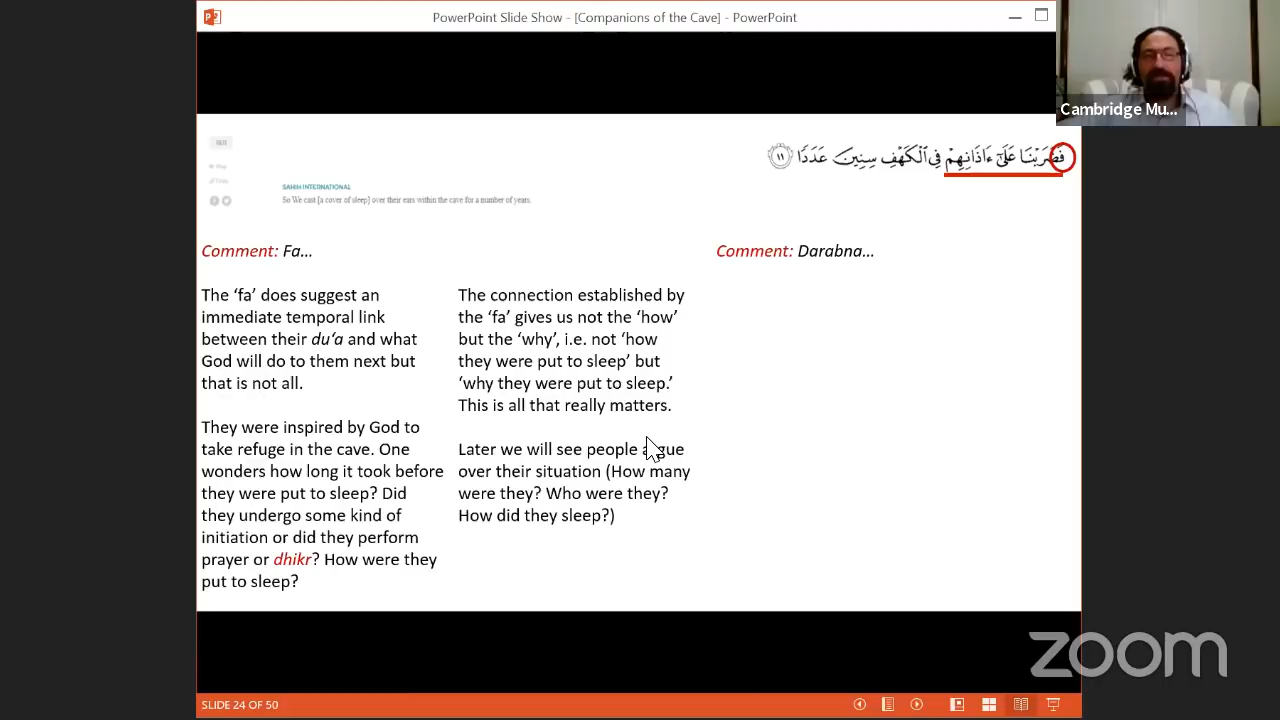 PowerPoint Slide Show - [Companions of the Cave] - PowerPoint
Cambridge Mu...
فَضَرَبْنَا عَلَىٰٓ ءَاذَانِهِمْ فِى ٱلْكَهْفِ سِنِينَ عَدَدًا ١١
SAHIH INTERNATIONAL
So We cast [a cover of sleep] over their ears within the cave for a number of years.
Comment: Fa...
The ‘fa’ does suggest an
immediate temporal link
between their du‘a and what
God will do to them next but
that is not all.
They were inspired by God to
take refuge in the cave. One
wonders how long it took before
they were put to sleep? Did
they undergo some kind of
initiation or did they perform
prayer or dhikr? How were they
put to sleep?
The connection established by
the ‘fa’ gives us not the ‘how’
but the ‘why’, i.e. not ‘how
they were put to sleep’ but
‘why they were put to sleep.’
This is all that really matters.
Later we will see people argue
over their situation (How many
were they? Who were they?
How did they sleep?)
Comment: Darabna...
zoom
SLIDE 24 OF 50